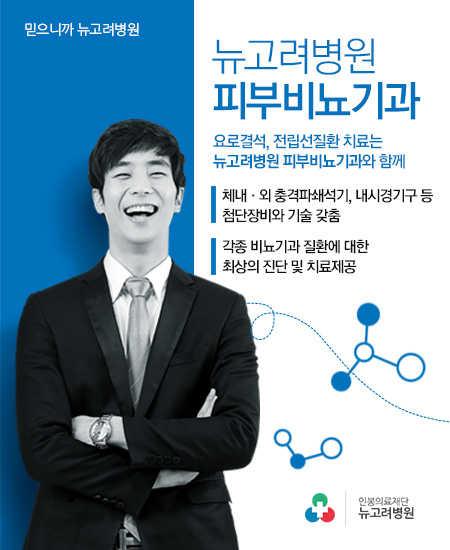 믿으니까 뉴고려병원
뉴고려병원
피부비뇨기과
요로결석, 전립선질환 치료는
뉴고려병원 피부비뇨기과와 함께
체내 · 외 충격파쇄석기, 내시경기구 등
첨단장비와 기술 갖춤
각종 비뇨기과 질환에 대한
최상의 진단 및 치료제공
인봉의료재단
뉴고려병원